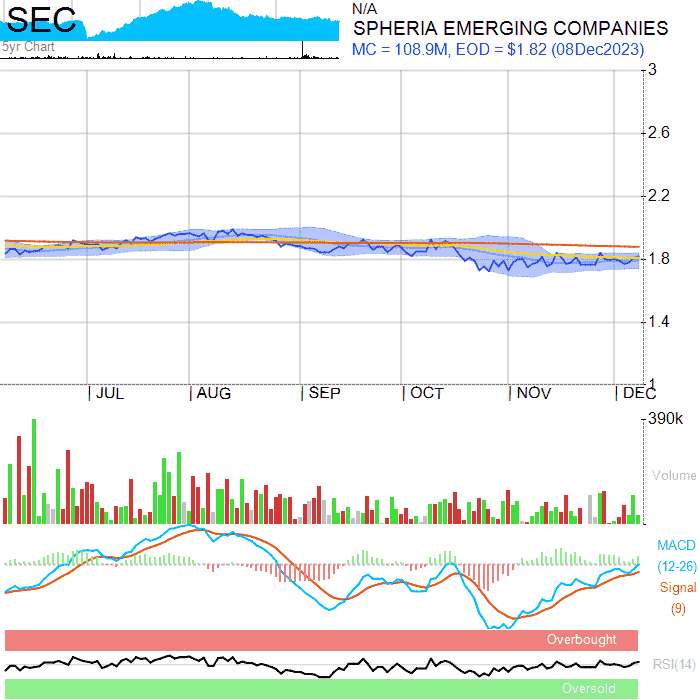 SEC
N/A
SPHERIA EMERGING COMPANIES
5yr Chart
MC = 108.9M, EOD = $1.82 (08Dec2023)
3
2.6
2.2
1.8
1.4
1
JUL AUG SEP OCT NOV DEC
390k
Volume
MACD
(12-26)
Signal
(9)
Overbought
RSI(14)
Oversold